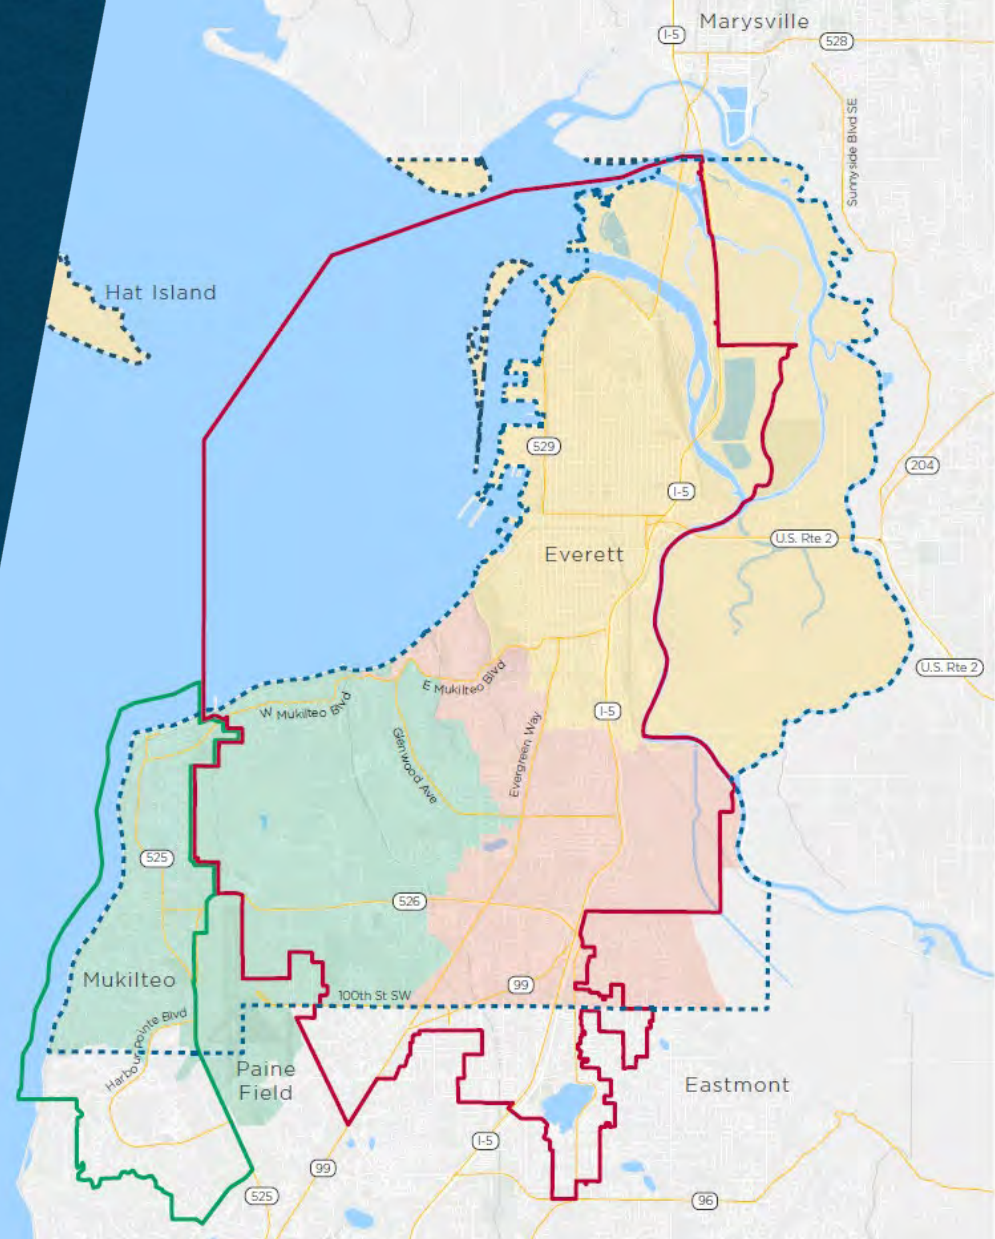 Marysville
I-5
528
Sunnyside Blvd SE
Hat Island
529
204
I-5
U.S. Rte 2
Everett
U.S. Rte 2
E Mukilteo Blvd
W Mukilteo Blvd
I-5
Glenwood Ave
Evergreen Way
525
526
Mukilteo
99
100th St SW
Harbour pointe Blvd
Paine
Field
Eastmont
I-5
99
525
96